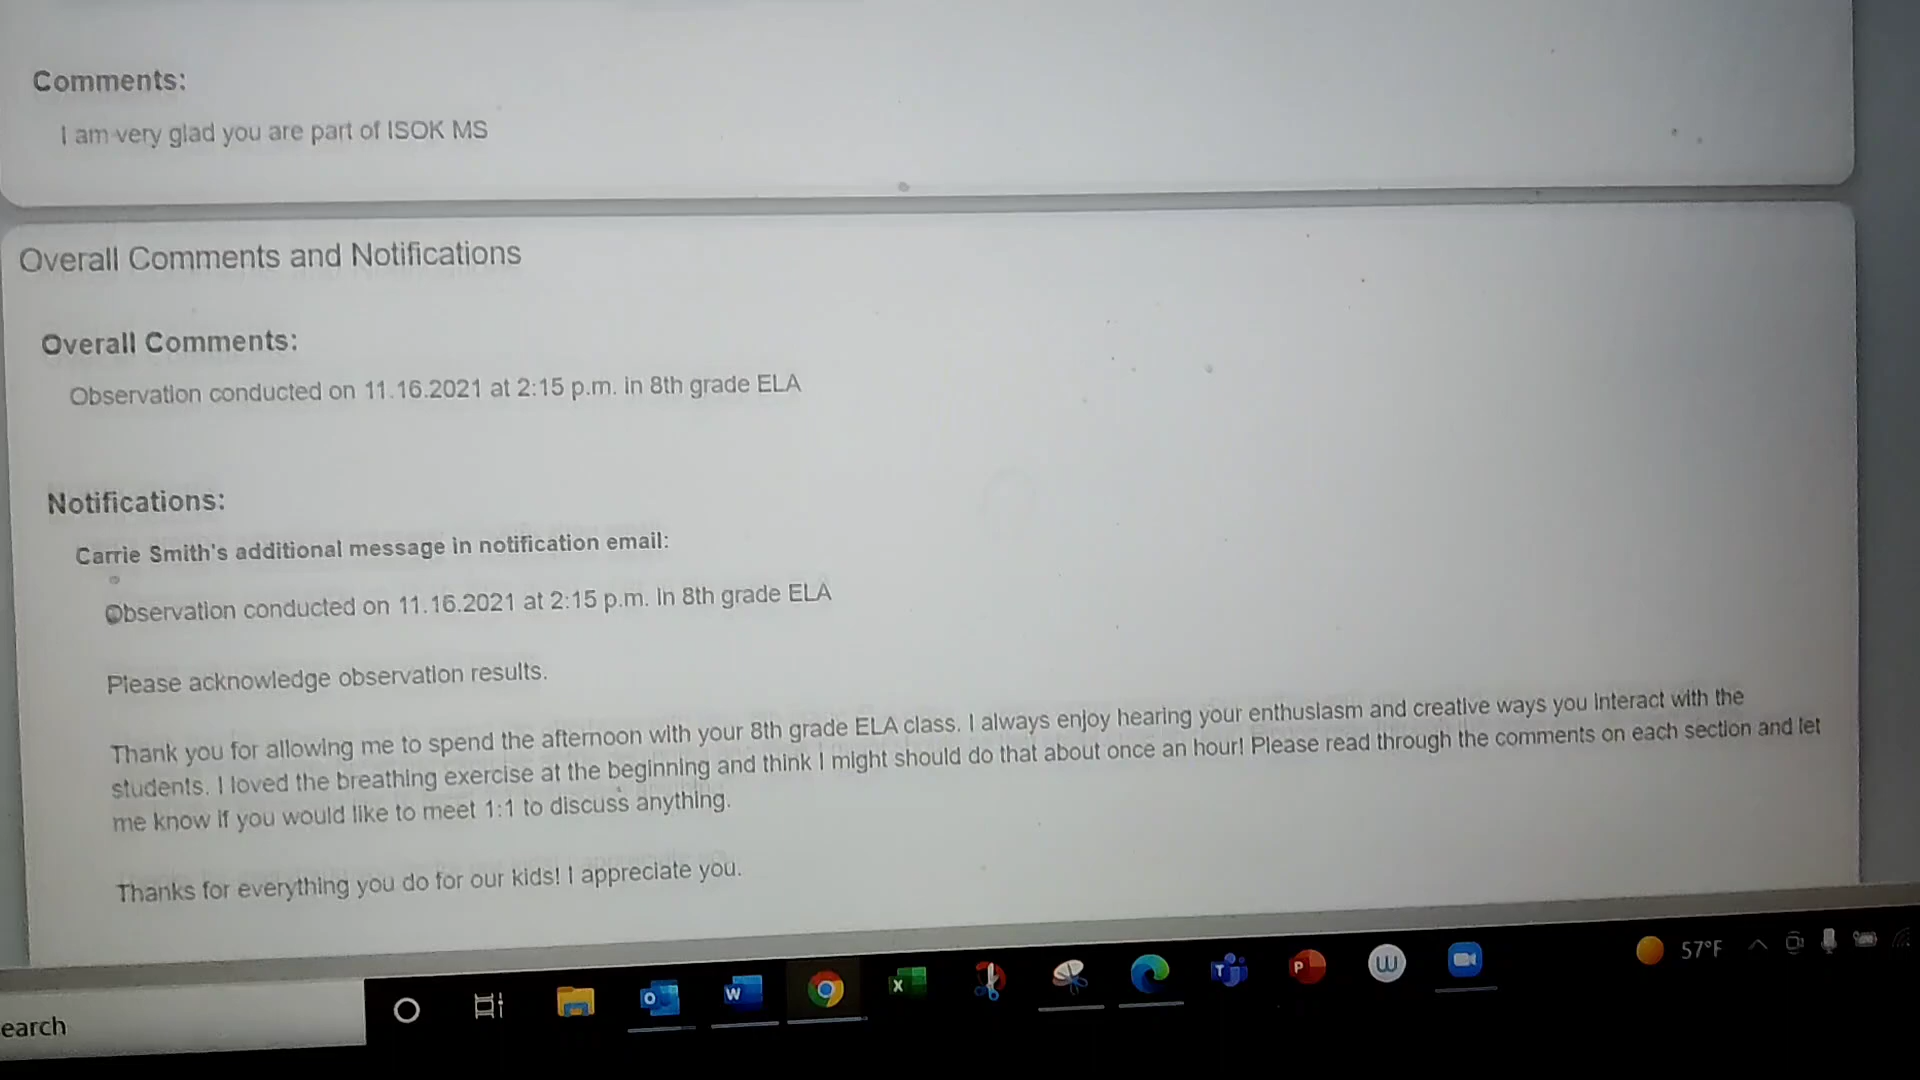 Comments:
I am very glad you are part of ISOK MS
Overall Comments and Notifications
Overall Comments:
Observation conducted on 11.16.2021 at 2:15 p.m. in 8th grade ELA
Notifications:
Carrie Smith's additional message in notification email:
Observation conducted on 11.16.2021 at 2:15 p.m. in 8th grade ELA
Please acknowledge observation results.
Thank you for allowing me to spend the afternoon with your 8th grade ELA class. I always enjoy hearing your enthusiasm and creative ways you interact with the
students. I loved the breathing exercise at the beginning and think I might should do that about once an hour! Please read through the comments on each section and let
me know if you would like to meet 1:1 to discuss anything.
Thanks for everything you do for our kids! I appreciate you.
57°F
earch